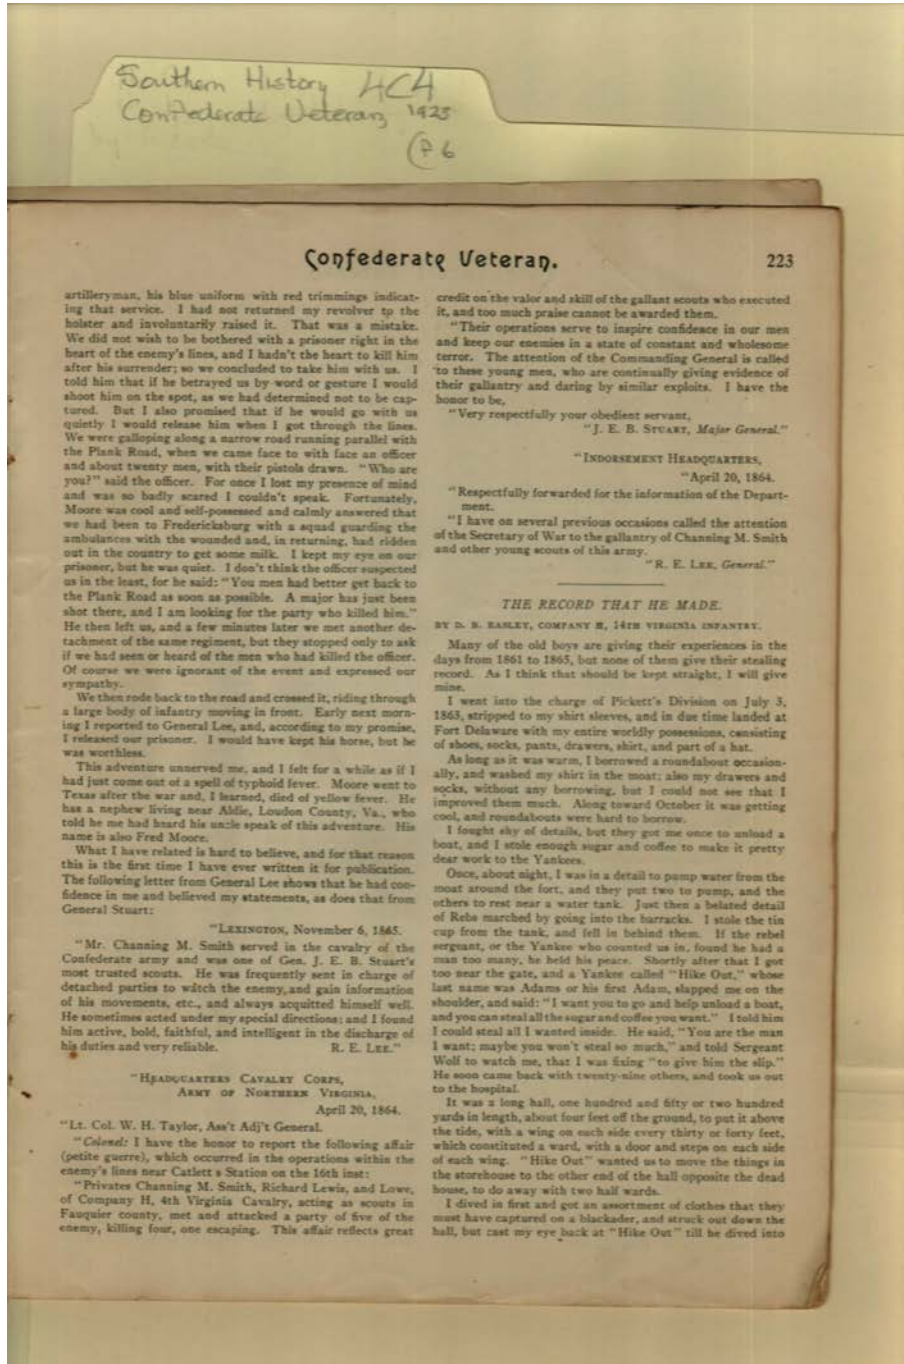 Southern History 4C4
Confederate Veteran 1925
(P 6
Confederate Veteran.
223
artilleryman, his blue uniform with red trimmings indicat-
ing that service. I had not returned my revolver to the
holster and involuntarily raised it. That was a mistake.
We did not wish to be bothered with a prisoner right in the
heart of the enemy's lines, and I hadn't the heart to kill him
after his surrender; so we concluded to take him with us. I
told him that if he betrayed us by word or gesture I would
shoot him on the spot, as we had determined not to be cap-
tured. But I also promised that if he would go with us
quietly I would release him when I got through the lines.
We were galloping along a narrow road running parallel with
the Plank Road, when we came face to with face an officer
and about twenty men, with their pistols drawn. "Who are
you?" said the officer. For once I lost my presence of mind
and was so badly scared I couldn't speak. Fortunately,
Moore was cool and self-possessed and calmly answered that
we had been to Fredericksburg with a squad guarding the
ambulances with the wounded and, in returning, had ridden
out in the country to get some milk. I kept my eye on our
prisoner, but he was quiet. I don't think the officer suspected
us in the least, for he said: "You men had better get back to
the Plank Road as soon as possible. A major has just been
shot there, and I am looking for the party who killed him."
He then left us, and a few minutes later we met another de-
tachment of the same regiment, but they stopped only to ask
if we had seen or heard of the men who had killed the officer.
Of course we were ignorant of the event and expressed our
sympathy.
We then rode back to the road and crossed it, riding through
a large body of infantry moving in front. Early next morn-
ing I reported to General Lee, and, according to my promise,
I released our prisoner. I would have kept his horse, but he
was worthless.
This adventure unnerved me, and I felt for a while as if I
had just come out of a spell of typhoid fever. Moore went to
Texas after the war and, I learned, died of yellow fever. He
has a nephew living near Aldie, Loudon County, Va., who
told he me had heard his uncle speak of this adventure. His
name is also Fred Moore.
What I have related is hard to believe, and for that reason
this is the first time I have ever written it for publication.
The following letter from General Lee shows that he had con-
fidence in me and believed my statements, as does that from
General Stuart:
"LEXINGTON, November 6, 1865.
"Mr. Channing M. Smith served in the cavalry of the
Confederate army and was one of Gen. J. E. B. Stuart's
most trusted scouts. He was frequently sent in charge of
detached parties to watch the enemy, and gain information
of his movements, etc., and always acquitted himself well.
He sometimes acted under my special directions; and I found
him active, bold, faithful, and intelligent in the discharge of
his duties and very reliable. R. E. LEE."
"HEADQUARTERS CAVALRY CORPS,
ARMY OF NORTHERN VIRGINIA,
April 20, 1864.
"Lt. Col. W. H. Taylor, Ass't Adj't General.
"Colonel: I have the honor to report the following affair
(petite guerre), which occurred in the operations within the
enemy's lines near Catlett s Station on the 16th inst:
"Privates Channing M. Smith, Richard Lewis, and Lowe,
of Company H, 4th Virginia Cavalry, acting as scouts in
Fauquier county, met and attacked a party of five of the
enemy, killing four, one escaping. This affair reflects great
credit on the valor and skill of the gallant scouts who executed
it, and too much praise cannot be awarded them.
"Their operations serve to inspire confidence in our men
and keep our enemies in a state of constant and wholesome
terror. The attention of the Commanding General is called
to these young men, who are continually giving evidence of
their gallantry and daring by similar exploits. I have the
honor to be,
"Very respectfully your obedient servant,
"J. E. B. STUART, Major General."
"INDORSEMENT HEADQUARTERS,
"April 20, 1864.
"Respectfully forwarded for the information of the Depart-
ment.
"I have on several previous occasions called the attention
of the Secretary of War to the gallantry of Channing M. Smith
and other young scouts of this army.
"R. E. LEE, General."
THE RECORD THAT HE MADE.
BY D. B. EASLEY, COMPANY H, 14TH VIRGINIA INFANTRY.
Many of the old boys are giving their experiences in the
days from 1861 to 1865, but none of them give their stealing
record. As I think that should be kept straight, I will give
mine.
I went into the charge of Pickett's Division on July 3,
1863, stripped to my shirt sleeves, and in due time landed at
Fort Delaware with my entire worldly possessions, consisting
of shoes, socks, pants, drawers, shirt, and part of a hat.
As long as it was warm, I borrowed a roundabout occasion-
ally, and washed my shirt in the moat; also my drawers and
socks, without any borrowing, but I could not see that I
improved them much. Along toward October it was getting
cool, and roundabouts were hard to borrow.
I fought shy of details, but they got me once to unload a
boat, and I stole enough sugar and coffee to make it pretty
dear work to the Yankees.
Once, about night, I was in a detail to pump water from the
moat around the fort, and they put two to pump, and the
others to rest near a water tank. Just then a belated detail
of Rebs marched by going into the barracks. I stole the tin
cup from the tank, and fell in behind them. If the rebel
sergeant, or the Yankee who counted us in, found he had a
man too many, he held his peace. Shortly after that I got
too near the gate, and a Yankee called "Hike Out," whose
last name was Adams or his first Adam, slapped me on the
shoulder, and said: "I want you to go and help unload a boat,
and you can steal all the sugar and coffee you want." I told him
I could steal all I wanted inside. He said, "You are the man
I want; maybe you won't steal so much," and told Sergeant
Wolf to watch me, that I was fixing "to give him the slip."
He soon came back with twenty-nine others, and took us out
to the hospital.
It was a long hall, one hundred and fifty or two hundred
yards in length, about four feet off the ground, to put it above
the tide, with a wing on each side every thirty or forty feet,
which constituted a ward, with a door and steps on each side
of each wing. "Hike Out" wanted us to move the things in
the storehouse to the other end of the hall opposite the dead
house, to do away with two half wards.
I dived in first and got an assortment of clothes that they
must have captured on a blackader, and struck out down the
hall, but cast my eye back at "Hike Out" till he dived into